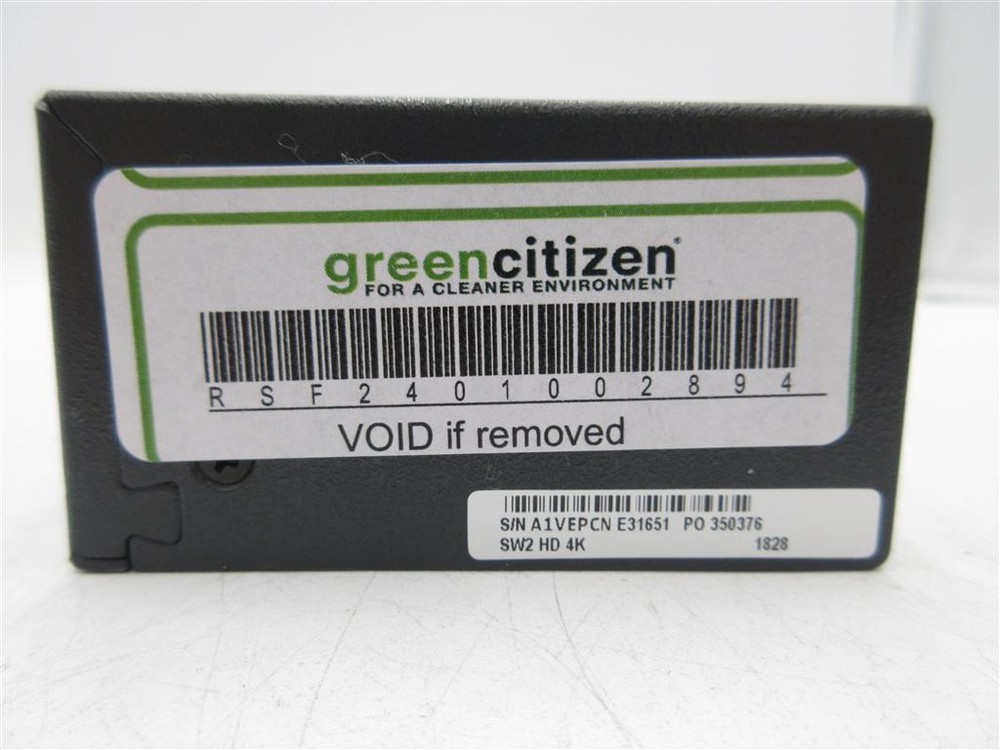 greencitizen®
FOR A CLEANER ENVIRONMENT
RSF2401002894
VOID if removed
S/N A1VEPCN E31651 PO 350376
SW2 HD 4K 1828